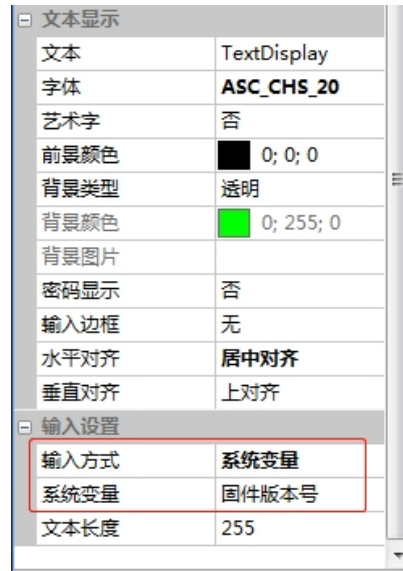 文本显示
文本 TextDisplay
字体 ASC_CHS_20
艺术字 否
前景颜色 0; 0; 0
背景类型 透明
背景颜色 0; 255; 0
背景图片
密码显示 否
输入边框 无
水平对齐 居中对齐
垂直对齐 上对齐
输入设置
输入方式 系统变量
系统变量 固件版本号
文本长度 255